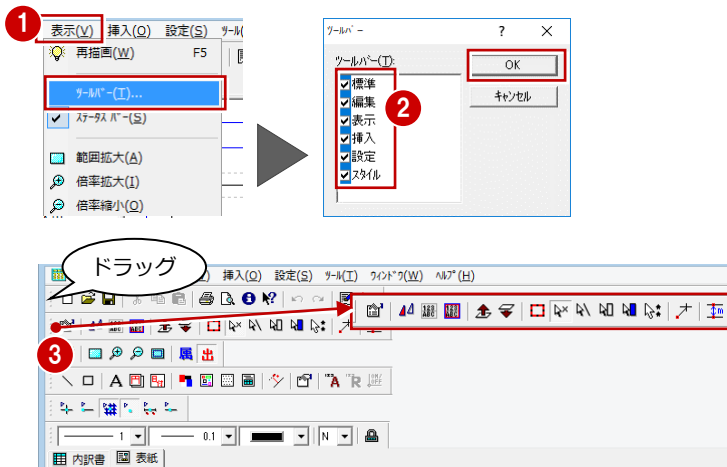 1
表示(V) 挿入(O) 設定(S) ﾂｰﾙ(
再描画(W) F5
ﾂｰﾙﾊﾞｰ(T)...
ｽﾃｰﾀｽ ﾊﾞｰ(S)
範囲拡大(A)
倍率拡大(I)
倍率縮小(O)
ﾂｰﾙﾊﾞｰ ? ×
ﾂｰﾙﾊﾞｰ(T):
標準
編集
表示
挿入
設定
ｽﾀｲﾙ
2
OK
ｷｬﾝｾﾙ
ドラッグ
) 挿入(O) 設定(S) ﾂｰﾙ(T) ｳｨﾝﾄﾞｳ(W) ﾍﾙﾌﾟ(H)
3
属 出
A
A R
1 0.1 N
内訳書 表紙